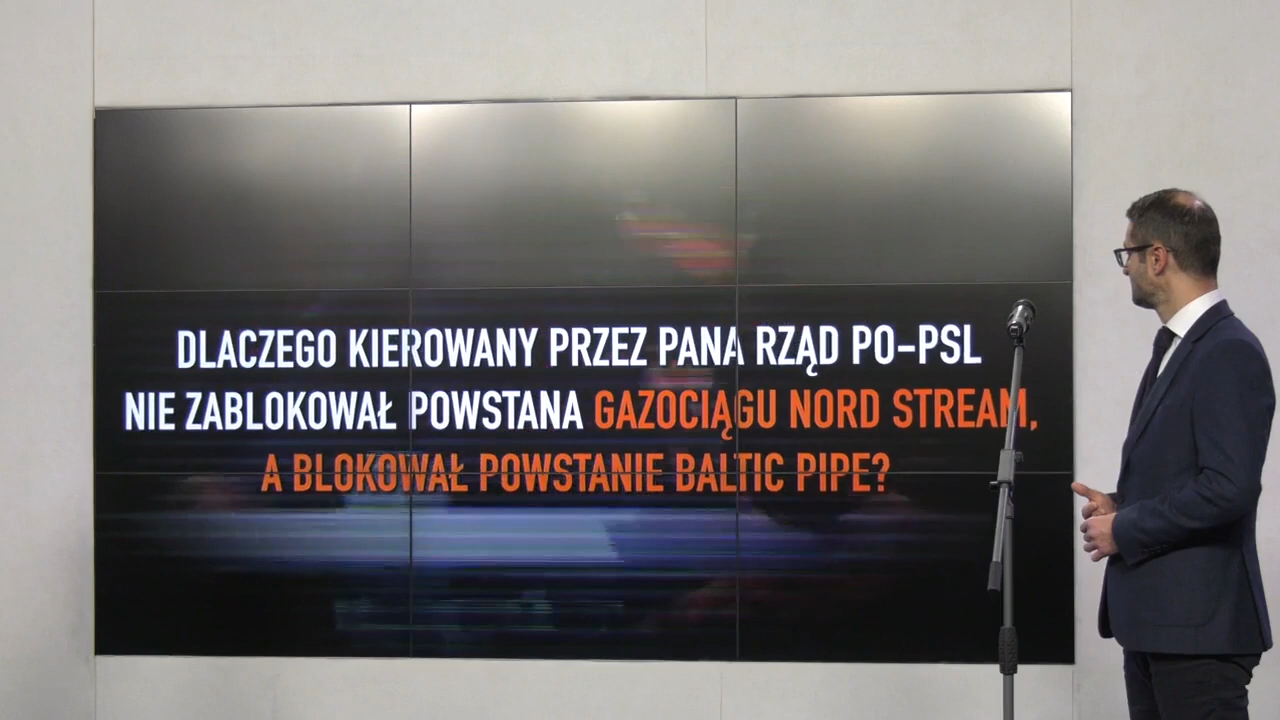 DLACZEGO KIEROWANY PRZEZ PANA RZĄD PO-PSL
NIE ZABLOKOWAŁ POWSTANA GAZOCIĄGU NORD STREAM,
A BLOKOWAŁ POWSTANIE BALTIC PIPE?